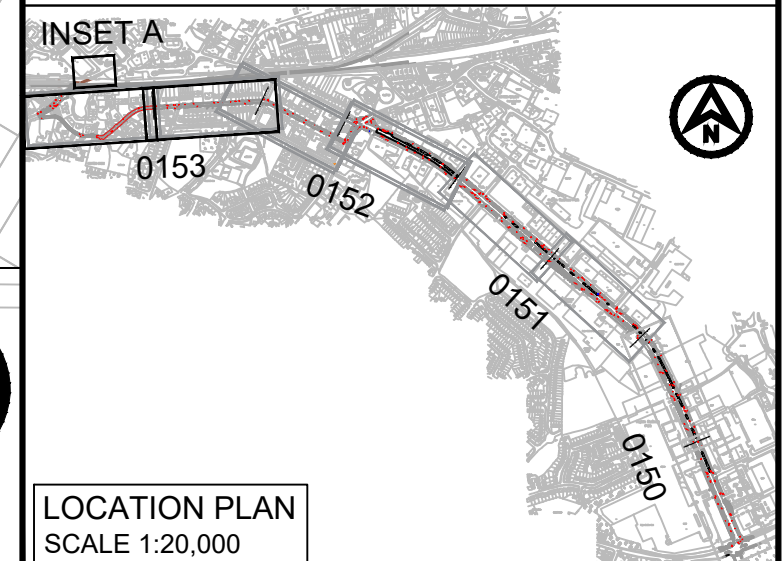 INSET A
N
0153
0152
0151
0150
LOCATION PLAN
SCALE 1:20,000